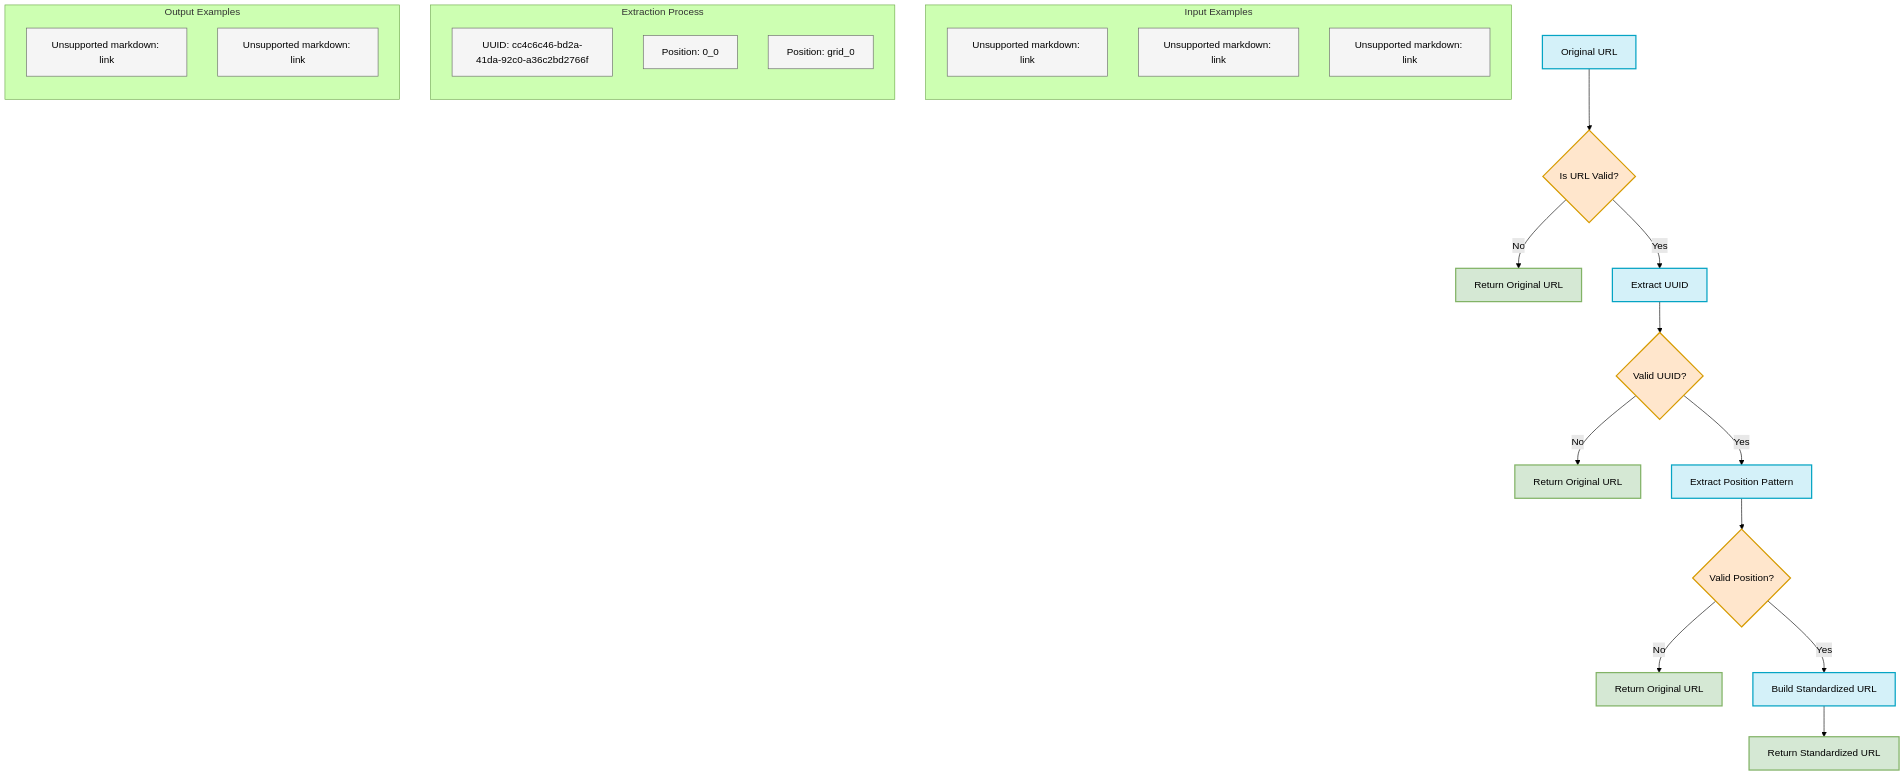 Output Examples
Unsupported markdown:
link
Unsupported markdown:
link
Extraction Process
UUID: cc4c6c46-bd2a-
41da-92c0-a36c2bd2766f
Position: 0_0
Position: grid_0
Input Examples
Unsupported markdown:
link
Unsupported markdown:
link
Unsupported markdown:
link
Original URL
Is URL Valid?
No
Yes
Return Original URL
Extract UUID
Valid UUID?
No
Yes
Return Original URL
Extract Position Pattern
Valid Position?
No
Yes
Return Original URL
Build Standardized URL
Return Standardized URL